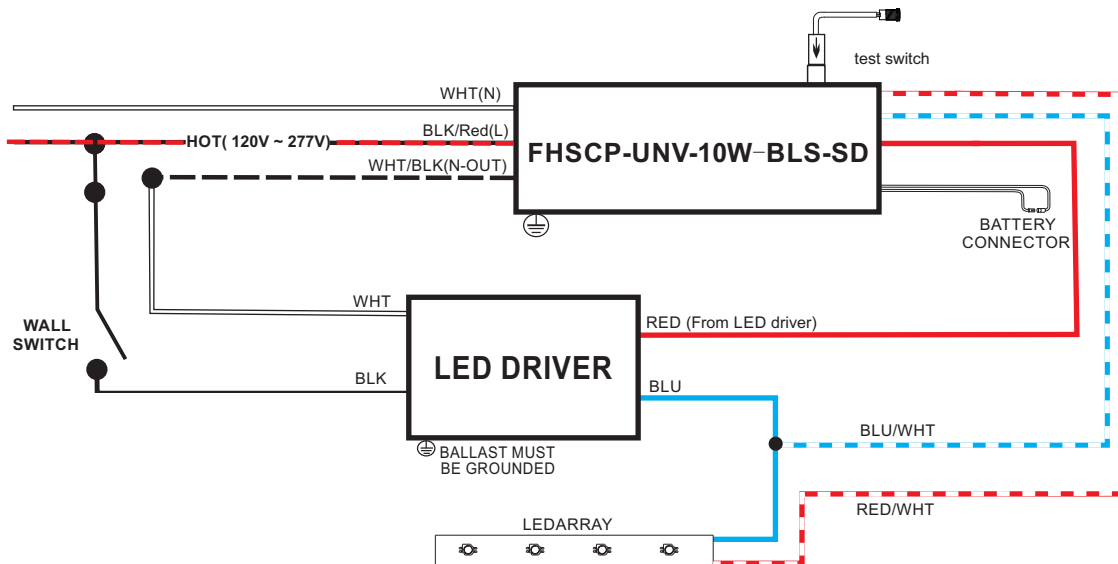 test switch
WHT(N)
BLK/Red(L)
HOT( 120V ~ 277V)
FHSCP-UNV-10W-BLS-SD
WHT/BLK(N-OUT)
BATTERY
CONNECTOR
WHT
RED (From LED driver)
WALL
SWITCH
LED DRIVER
BLK
BLU
BLU/WHT
BALLAST MUST
BE GROUNDED
RED/WHT
LEDARRAY